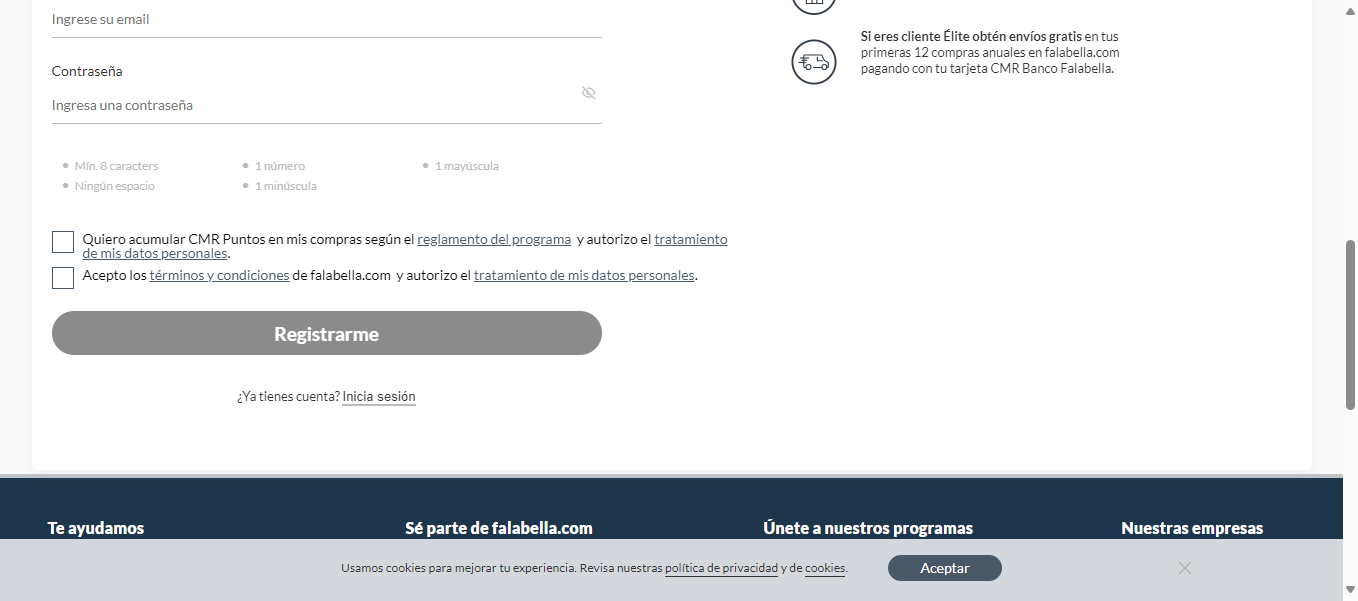 Ingrese su email
Contraseña
Ingresa una contraseña
Mín. 8 caracters
1 número
1 mayúscula
Ningún espacio
1 minúscula
Quiero acumular CMR Puntos en mis compras según el reglamento del programa y autorizo el tratamiento
de mis datos personales.
Acepto los términos y condiciones de falabella.com y autorizo el tratamiento de mis datos personales.
Registrarme
¿Ya tienes cuenta? Inicia sesión
Si eres cliente Élite obtén envíos gratis en tus
primeras 12 compras anuales en falabella.com
pagando con tu tarjeta CMR Banco Falabella.
Te ayudamos
Sé parte de falabella.com
Únete a nuestros programas
Nuestras empresas
Usamos cookies para mejorar tu experiencia. Revisa nuestras política de privacidad y de cookies.
Aceptar